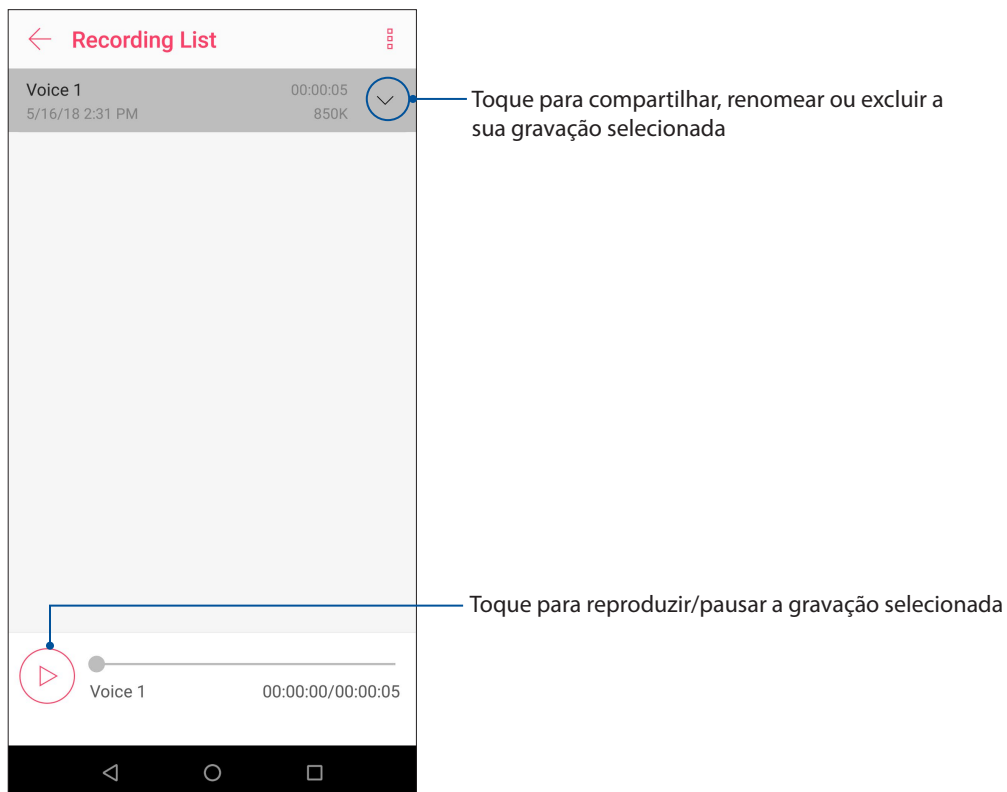 Recording List
Voice 1 00:00:05
5/16/18 2:31 PM 850K
Toque para compartilhar, renomear ou excluir a
sua gravação selecionada
Toque para reproduzir/pausar a gravação selecionada
Voice 1 00:00:00/00:00:05